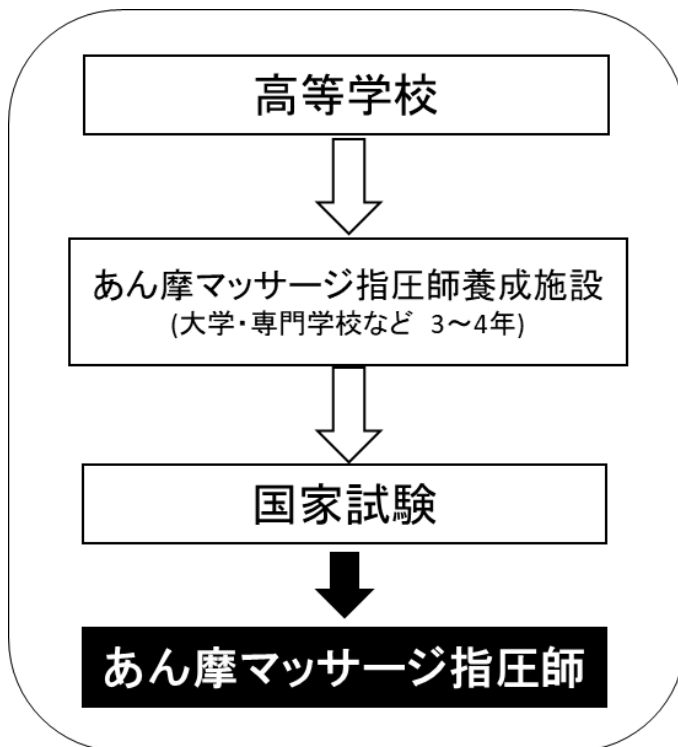 高等学校
あん摩マッサージ指圧師養成施設
(大学・専門学校など 3～4年)
国家試験
あん摩マッサージ指圧師